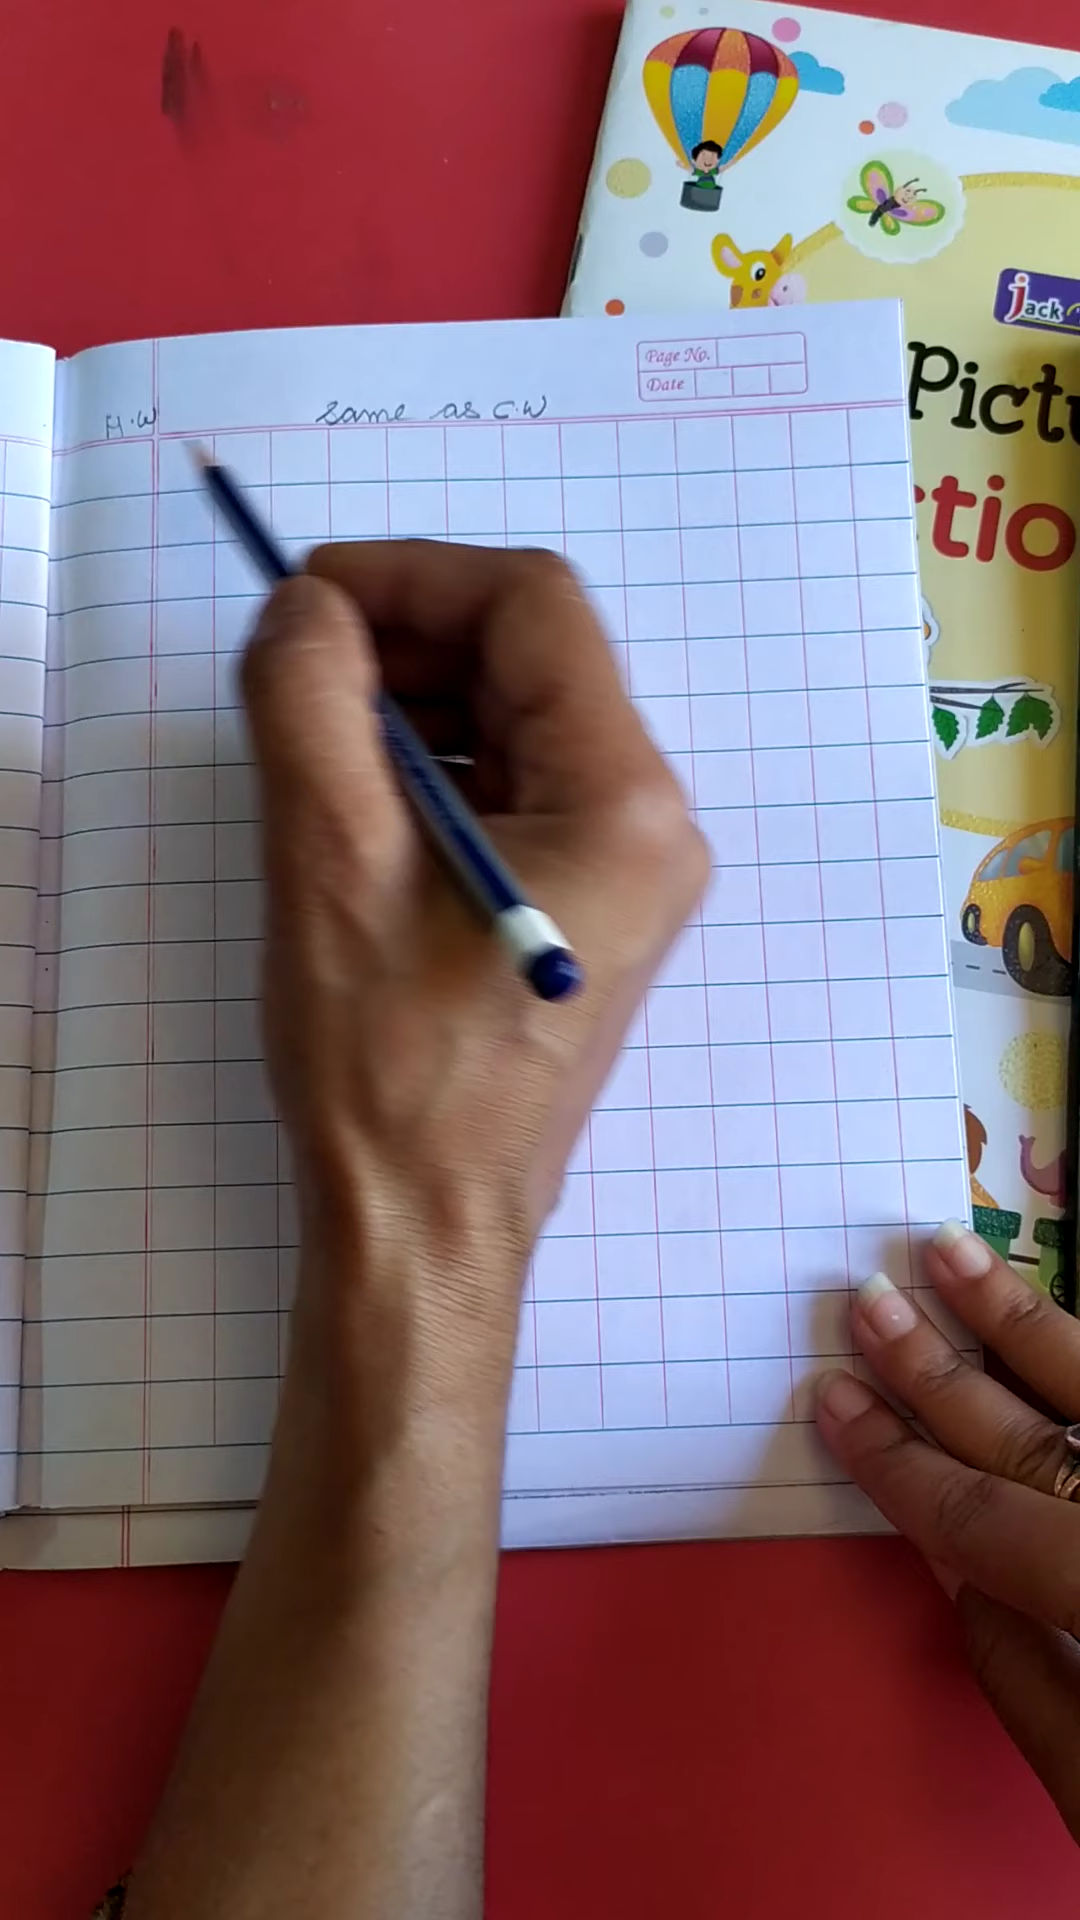 Jack
Pictu
ctio
Page No.
Date
H.W same as C.W